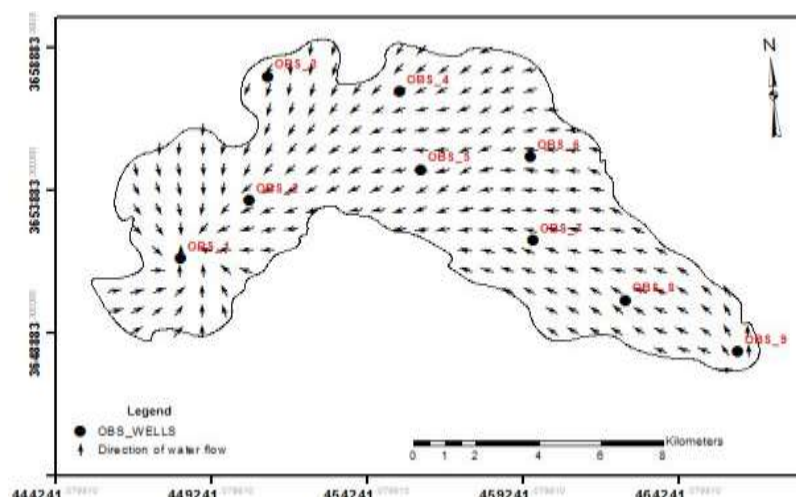 N
OBS_3
OBS_4
OBS_6
OBS_5
OBS_2
OBS_7
OBS_1
OBS_8
OBS_9
3658883
3653883
3648883
Legend
OBS_WELLS
Direction of water flow
Kilometers
0 1 2 4 6 8
444241
449241
454241
459241
464241